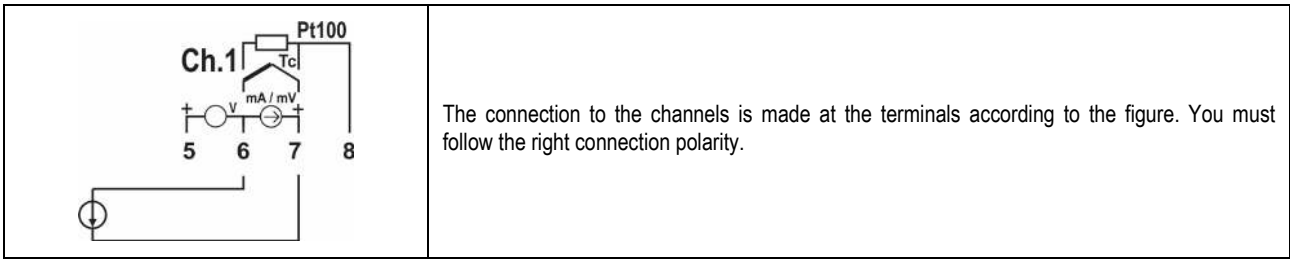 Pt100
Ch.1
Tc
mA / mV
+ V +
5 6 7 8
The connection to the channels is made at the terminals according to the figure. You must
follow the right connection polarity.